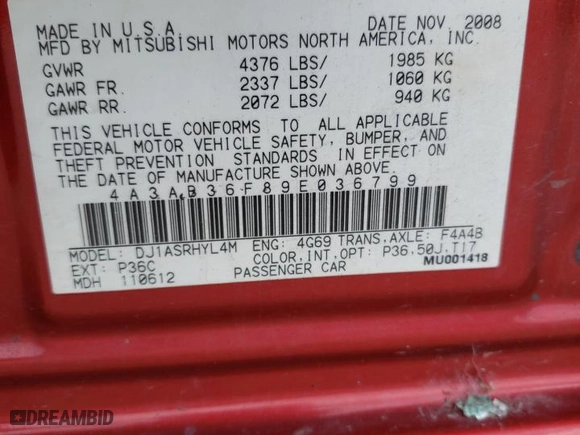 MADE IN U.S.A. DATE NOV. 2008
MFD BY MITSUBISHI MOTORS NORTH AMERICA, INC.
GVWR 4376 LBS/ 1985 KG
GAWR FR. 2337 LBS/ 1060 KG
GAWR RR. 2072 LBS/ 940 KG
THIS VEHICLE CONFORMS TO ALL APPLICABLE
FEDERAL MOTOR VEHICLE SAFETY, BUMPER, AND
THEFT PREVENTION STANDARDS IN EFFECT ON
THE DATE OF MANUFACTURE SHOWN ABOVE.
4A3AB36F89E036799
MODEL: DJ1ASRHYL4M ENG: 4G69 TRANS,AXLE: F4A4B
EXT: P36C COLOR,INT,OPT: P36,50J,T17
MDH 110612 PASSENGER CAR MU001418
DREAMBID